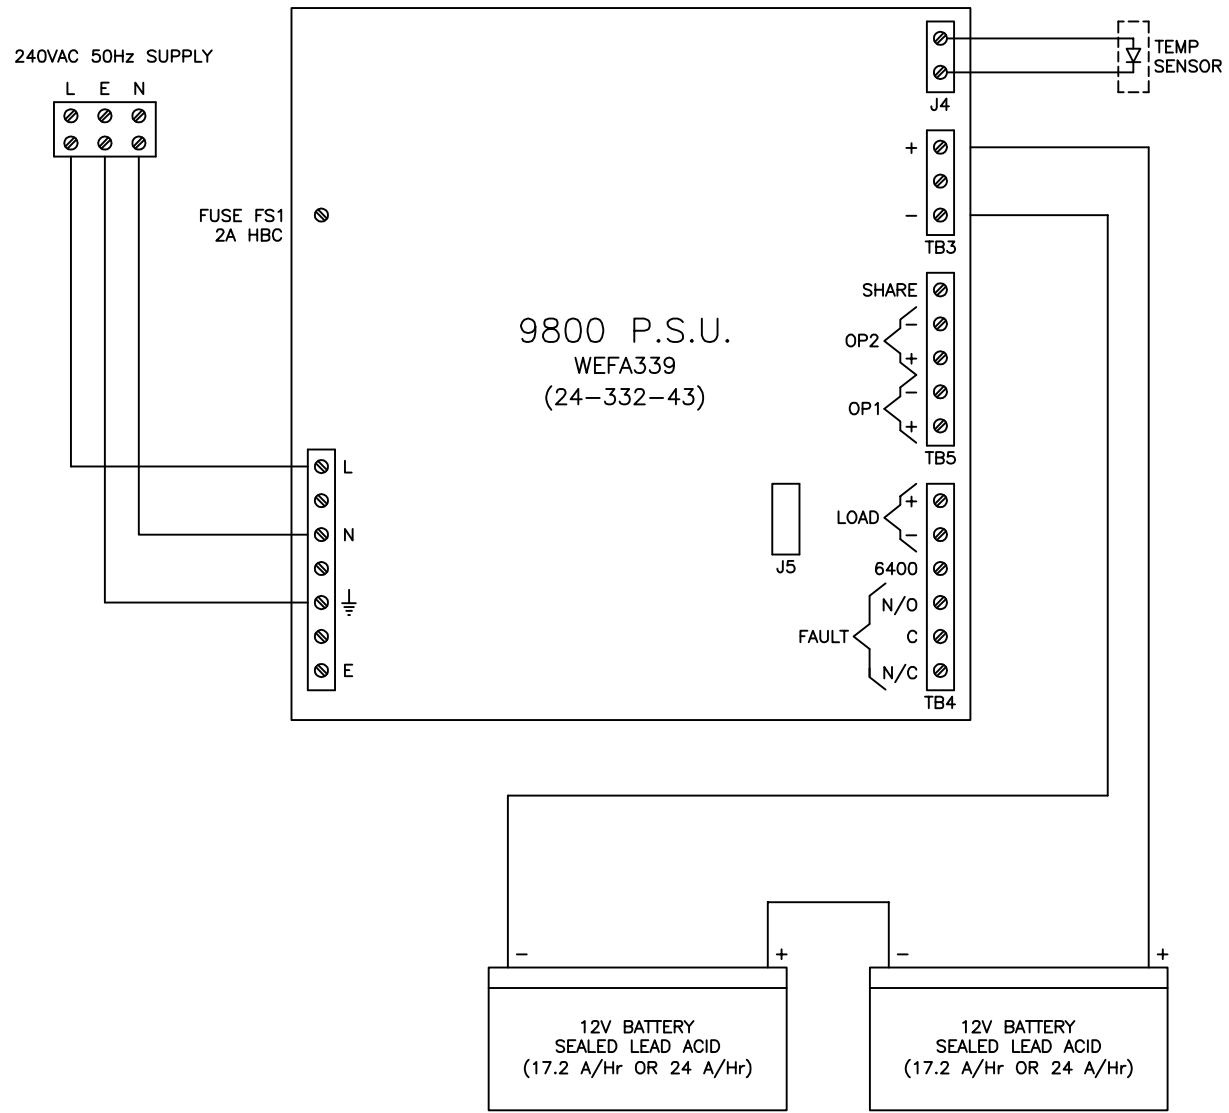 240VAC 50Hz SUPPLY
L E N
FUSE FS1
2A HBC
9800 P.S.U.
WEFA339
(24-332-43)
L
N
E
J5
TEMP
SENSOR
J4
+
-
TB3
SHARE
-
OP2
+
-
OP1
+
TB5
+
LOAD
-
6400
N/O
FAULT C
N/C
TB4
- +
12V BATTERY
SEALED LEAD ACID
(17.2 A/Hr OR 24 A/Hr)
- +
12V BATTERY
SEALED LEAD ACID
(17.2 A/Hr OR 24 A/Hr)